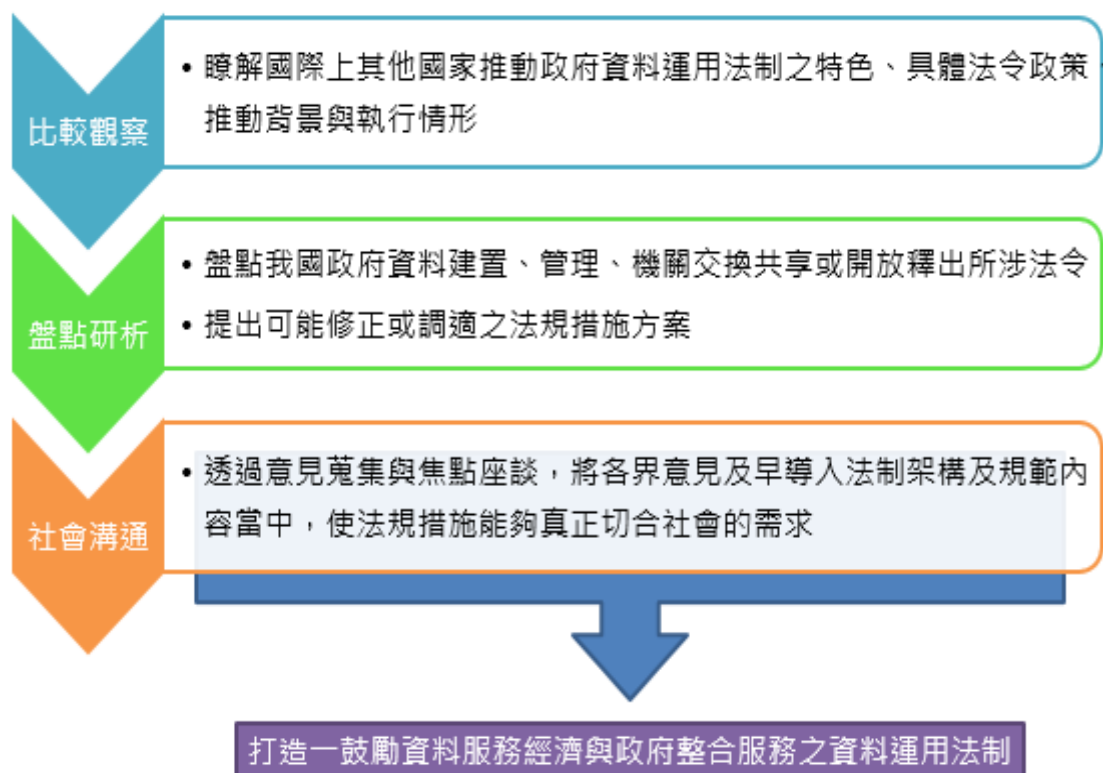 比較觀察
• 瞭解國際上其他國家推動政府資料運用法制之特色、具體法令政策、
推動背景與執行情形
盤點研析
• 盤點我國政府資料建置、管理、機關交換共享或開放釋出所涉法令
• 提出可能修正或調適之法規措施方案
社會溝通
• 透過意見蒐集與焦點座談，將各界意見及早導入法制架構及規範內
容當中，使法規措施能夠真正切合社會的需求
打造一鼓勵資料服務經濟與政府整合服務之資料運用法制